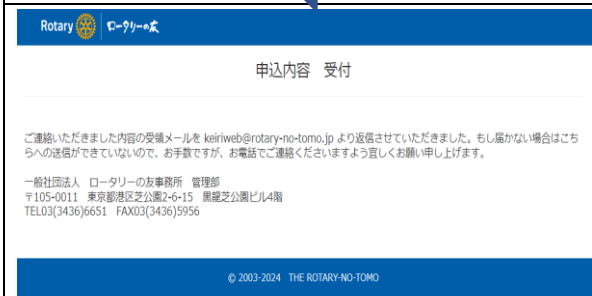 Rotary ロータリーの友
申込内容　受付
ご連絡いただきました内容の受領メールを keiriweb@rotary-no-tomo.jp より返信させていただきました。もし届かない場合はこち
らへの送信ができていないので、お手数ですが、お電話でご連絡くださいますよう宜しくお願い申し上げます。
一般社団法人　ロータリーの友事務所　管理部
〒105-0011　東京都港区芝公園2-6-15　黒龍芝公園ビル4階
TEL03(3436)6651　FAX03(3436)5956
© 2003-2024　THE ROTARY-NO-TOMO